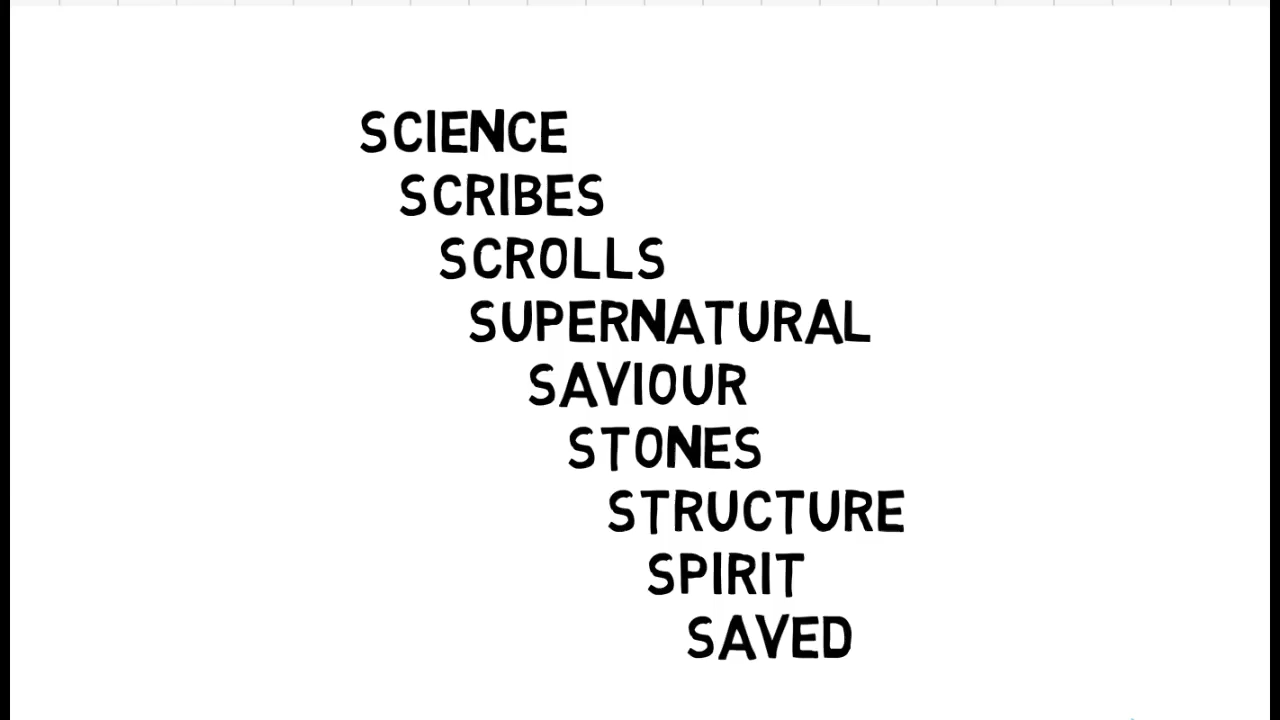 SCIENCE
SCRIBES
SCROLLS
SUPERNATURAL
SAVIOUR
STONES
STRUCTURE
SPIRIT
SAVED